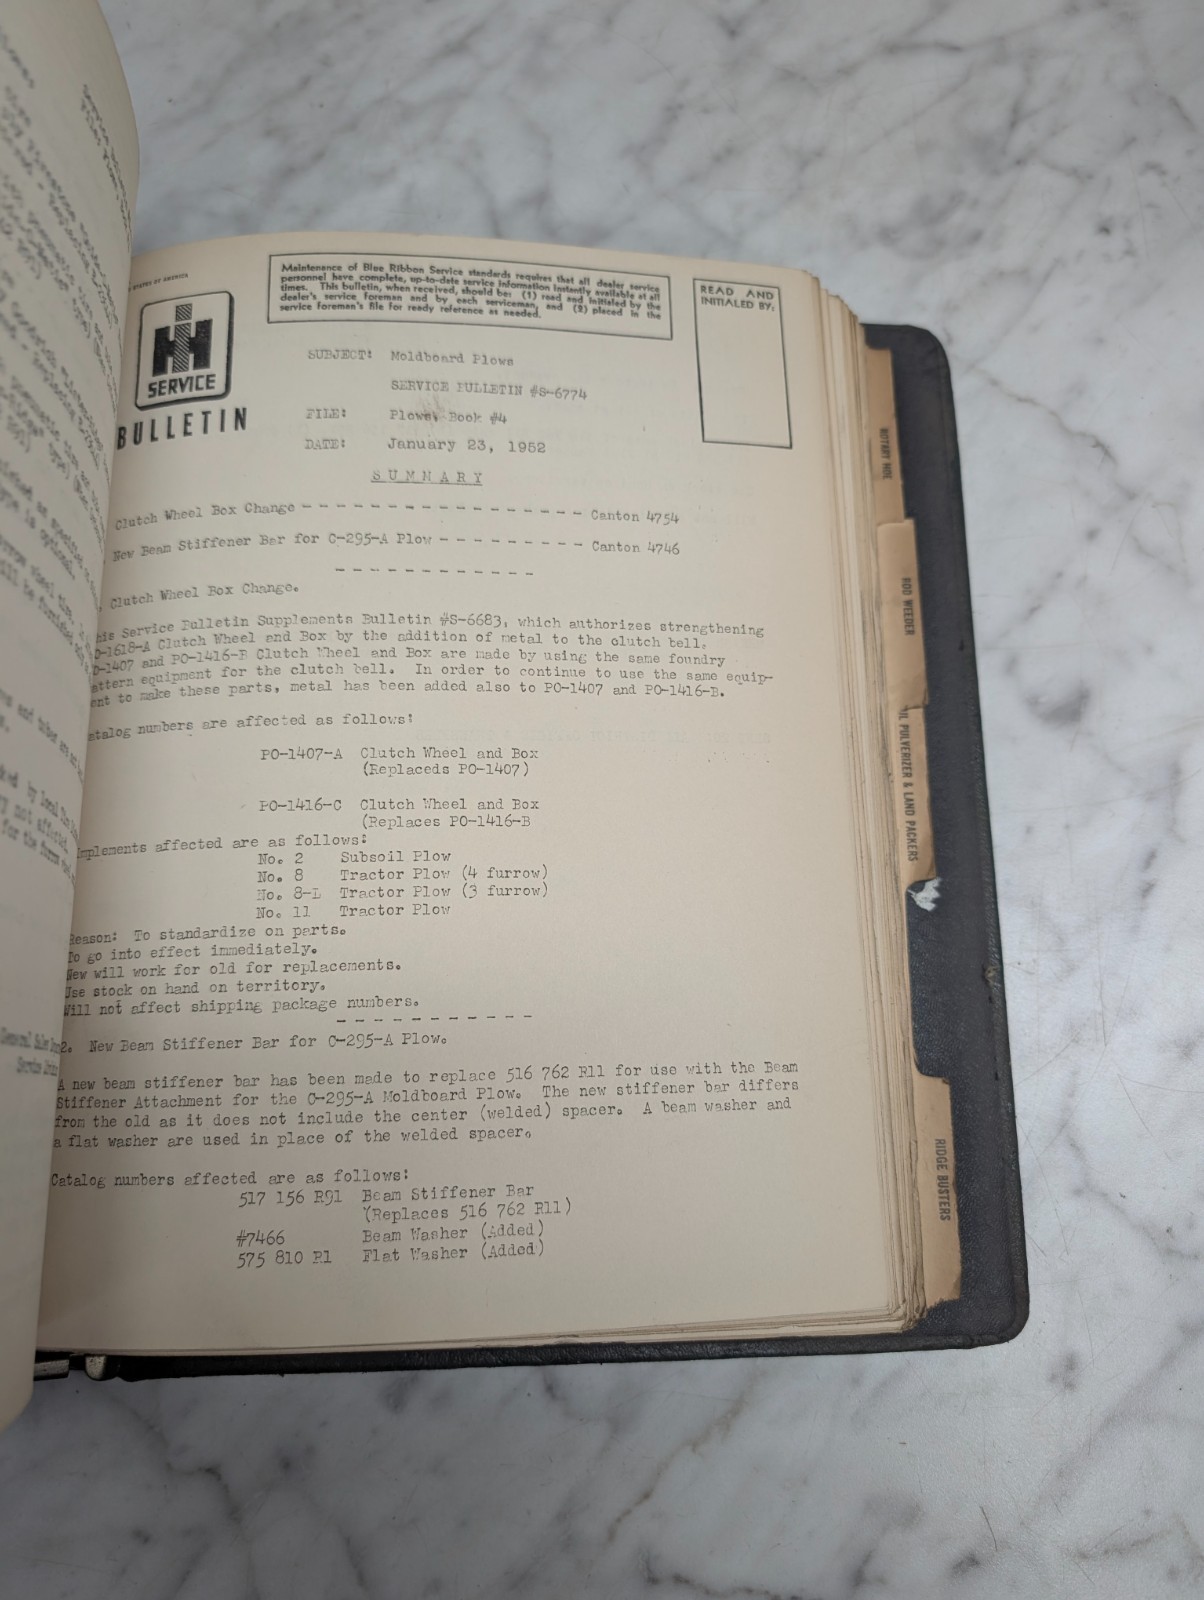 STATES OF AMERICA
IH
SERVICE
BULLETIN
Maintenance of Blue Ribbon Service standards requires that all dealer service
personnel have complete, up-to-date service information instantly available at all
times. This bulletin, when received, should be: (1) read and initialed by the
dealer's service foreman and by each serviceman, and (2) placed in the
service foreman's file for ready reference as needed.
READ AND
INITIALED BY:
SUBJECT: Moldboard Plows
SERVICE BULLETIN #S-6774
FILE: Plows, Book #4
DATE: January 23, 1952
SUMMARY
Clutch Wheel Box Change - - - - - - - - - - - - - - - - - Canton 4754
New Beam Stiffener Bar for C-295-A Plow - - - - - - - - - Canton 4746
- - - - - - - - - - - -
Clutch Wheel Box Change.
his Service Bulletin Supplements Bulletin #S-6683, which authorizes strengthening
O-1618-A Clutch Wheel and Box by the addition of metal to the clutch bell.
O-1407 and PO-1416-B Clutch Wheel and Box are made by using the same foundry
attern equipment for the clutch bell. In order to continue to use the same equip-
ent to make these parts, metal has been added also to PO-1407 and PO-1416-B.
atalog numbers are affected as follows:
PO-1407-A Clutch Wheel and Box
(Replaceds PO-1407)
PO-1416-C Clutch Wheel and Box
(Replaces PO-1416-B
Implements affected are as follows:
No. 2 Subsoil Plow
No. 8 Tractor Plow (4 furrow)
No. 8-L Tractor Plow (3 furrow)
No. 11 Tractor Plow
Reason: To standardize on parts.
To go into effect immediately.
New will work for old for replacements.
Use stock on hand on territory.
Will not affect shipping package numbers.
- - - - - - - - - - -
2. New Beam Stiffener Bar for C-295-A Plow.
A new beam stiffener bar has been made to replace 516 762 R11 for use with the Beam
Stiffener Attachment for the C-295-A Moldboard Plow. The new stiffener bar differs
from the old as it does not include the center (welded) spacer. A beam washer and
a flat washer are used in place of the welded spacer.
Catalog numbers affected are as follows:
517 156 R91 Beam Stiffener Bar
(Replaces 516 762 R11)
#7466 Beam Washer (Added)
575 810 R1 Flat Washer (Added)
ROTARY HOE
ROD WEEDER
IL PULVERIZER & LAND PACKERS
RIDGE BUSTERS